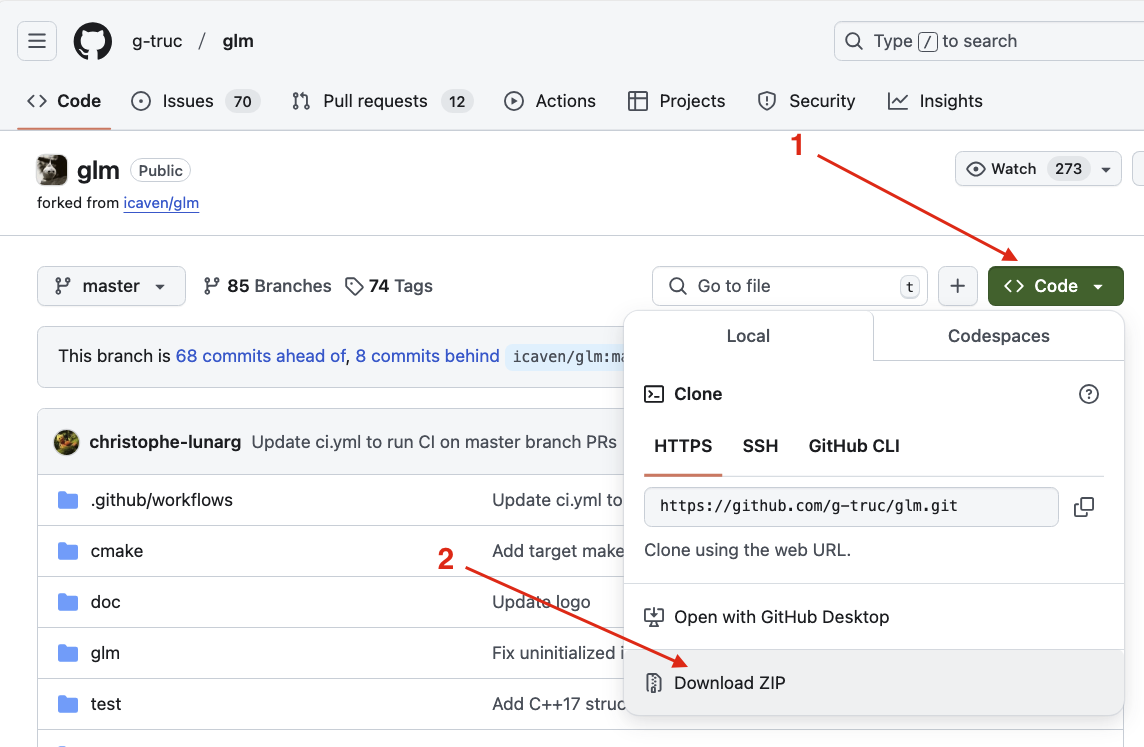 g-truc / glm
Type / to search
Code Issues 70 Pull requests 12 Actions Projects Security Insights
1
glm Public
Watch 273
forked from icaven/glm
master 85 Branches 74 Tags
Go to file t
+ Code
Local Codespaces
This branch is 68 commits ahead of, 8 commits behind icaven/glm:ma
Clone
christophe-lunarg Update ci.yml to run CI on master branch PRs
HTTPS SSH GitHub CLI
.github/workflows Update ci.yml to
https://github.com/g-truc/glm.git
cmake Add target make
Clone using the web URL.
2
doc Update logo
Open with GitHub Desktop
glm Fix uninitialized i
Download ZIP
test Add C++17 struc